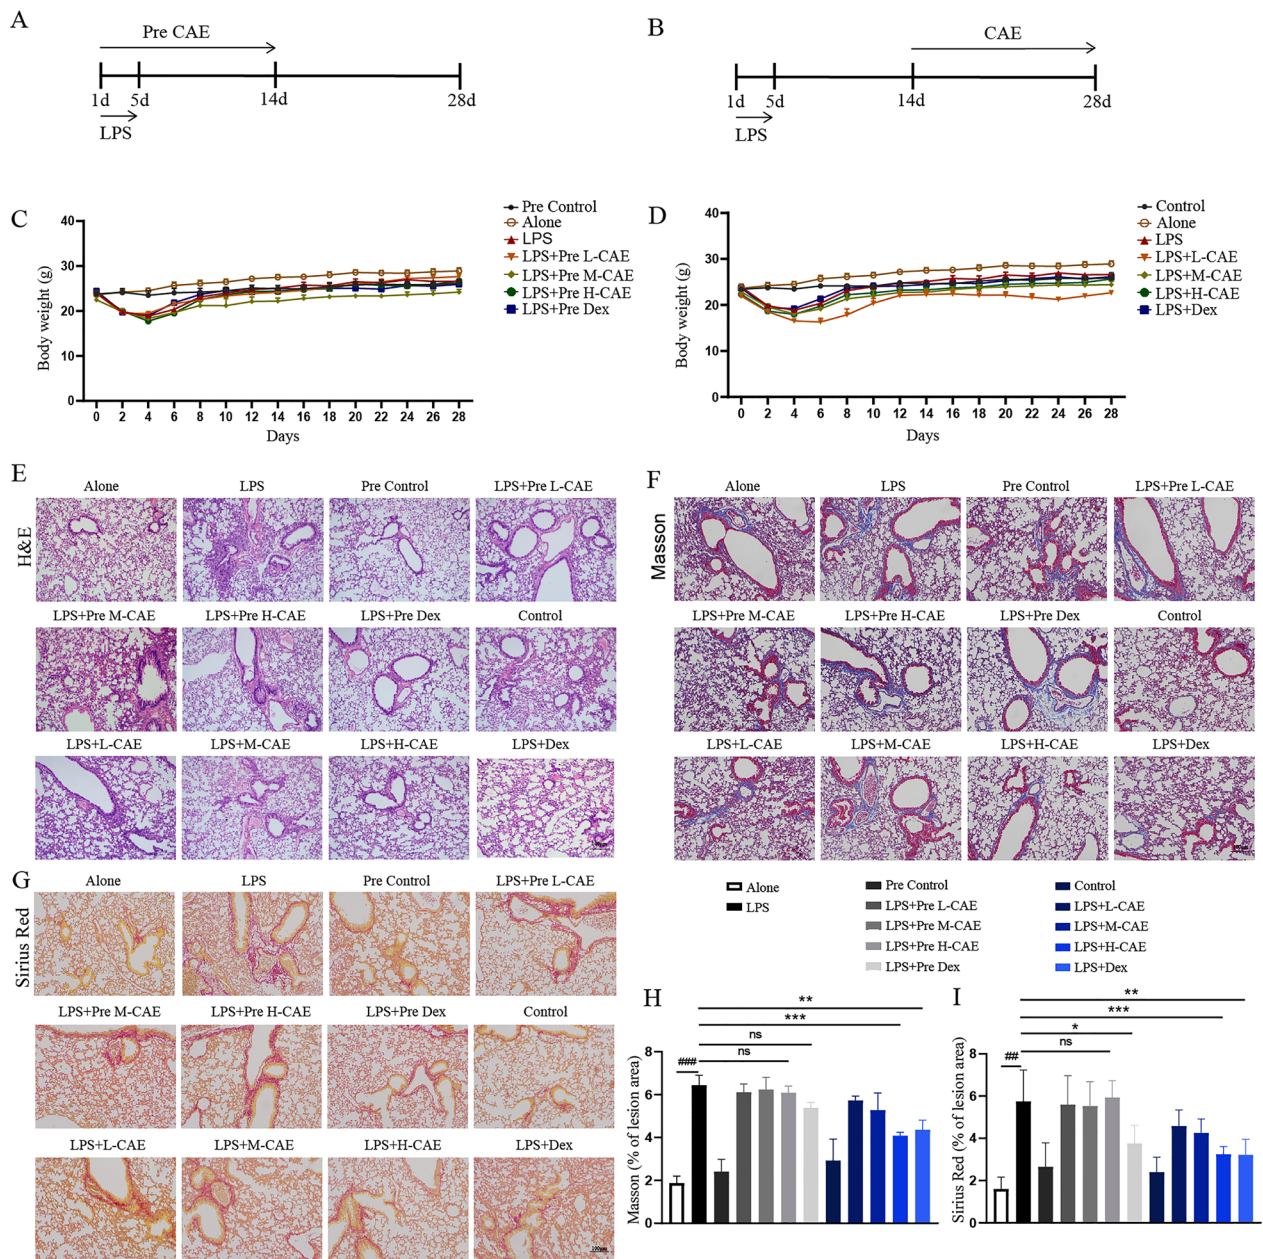 A
Pre CAE
1d
5d
14d
28d
LPS
B
CAE
1d
5d
14d
28d
LPS
C
Body weight (g)
40
30
20
10
0
0 2 4 6 8 10 12 14 16 18 20 22 24 26 28
Days
Pre Control
Alone
LPS
LPS+Pre L-CAE
LPS+Pre M-CAE
LPS+Pre H-CAE
LPS+Pre Dex
D
Body weight (g)
40
30
20
10
0
0 2 4 6 8 10 12 14 16 18 20 22 24 26 28
Days
Control
Alone
LPS
LPS+L-CAE
LPS+M-CAE
LPS+H-CAE
LPS+Dex
E
H&E
Alone LPS Pre Control LPS+Pre L-CAE
LPS+Pre M-CAE LPS+Pre H-CAE LPS+Pre Dex Control
LPS+L-CAE LPS+M-CAE LPS+H-CAE LPS+Dex
F
Masson
Alone LPS Pre Control LPS+Pre L-CAE
LPS+Pre M-CAE LPS+Pre H-CAE LPS+Pre Dex Control
LPS+L-CAE LPS+M-CAE LPS+H-CAE LPS+Dex
G
Sirius Red
Alone LPS Pre Control LPS+Pre L-CAE
LPS+Pre M-CAE LPS+Pre H-CAE LPS+Pre Dex Control
LPS+L-CAE LPS+M-CAE LPS+H-CAE LPS+Dex
100μm
Alone
LPS
Pre Control
LPS+Pre L-CAE
LPS+Pre M-CAE
LPS+Pre H-CAE
LPS+Pre Dex
Control
LPS+L-CAE
LPS+M-CAE
LPS+H-CAE
LPS+Dex
H
Masson (% of lesion area)
8
6
4
2
0
**
***
ns
ns
###
I
Sirius Red (% of lesion area)
8
6
4
2
0
**
***
*
ns
##